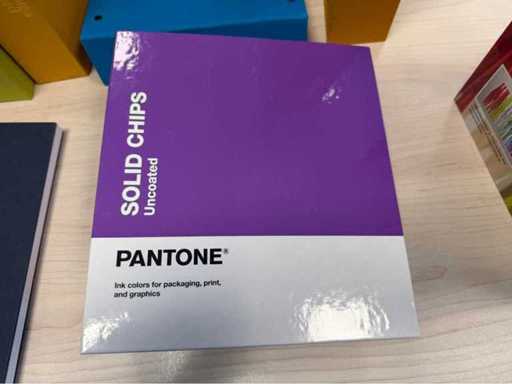 SOLID CHIPS
Uncoated
PANTONE®
Ink colors for packaging, print,
and graphics